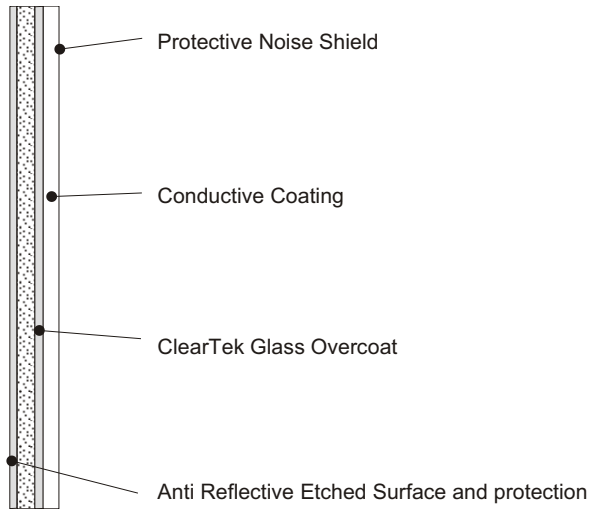 Protective Noise Shield
Conductive Coating
ClearTek Glass Overcoat
Anti Reflective Etched Surface and protection